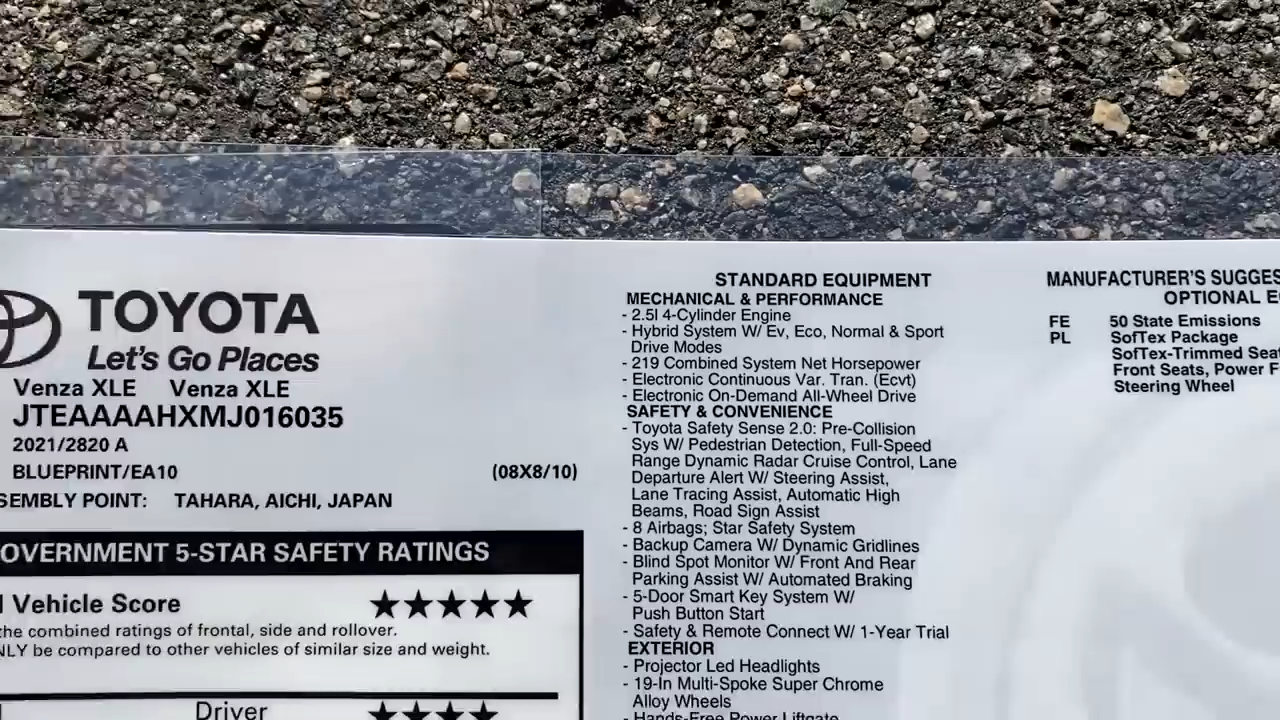 TOYOTA
Let's Go Places
Venza XLE Venza XLE
JTEAAAAHXMJ016035
2021/2820 A
BLUEPRINT/EA10 (08X8/10)
SEMBLY POINT: TAHARA, AICHI, JAPAN
OVERNMENT 5-STAR SAFETY RATINGS
Vehicle Score ★★★★★
the combined ratings of frontal, side and rollover.
NLY be compared to other vehicles of similar size and weight.
Driver ★★★★
STANDARD EQUIPMENT
MECHANICAL & PERFORMANCE
- 2.5l 4-Cylinder Engine
- Hybrid System W/ Ev, Eco, Normal & Sport
Drive Modes
- 219 Combined System Net Horsepower
- Electronic Continuous Var. Tran. (Ecvt)
- Electronic On-Demand All-Wheel Drive
SAFETY & CONVENIENCE
- Toyota Safety Sense 2.0: Pre-Collision
Sys W/ Pedestrian Detection, Full-Speed
Range Dynamic Radar Cruise Control, Lane
Departure Alert W/ Steering Assist,
Lane Tracing Assist, Automatic High
Beams, Road Sign Assist
- 8 Airbags; Star Safety System
- Backup Camera W/ Dynamic Gridlines
- Blind Spot Monitor W/ Front And Rear
Parking Assist W/ Automated Braking
- 5-Door Smart Key System W/
Push Button Start
- Safety & Remote Connect W/ 1-Year Trial
EXTERIOR
- Projector Led Headlights
- 19-In Multi-Spoke Super Chrome
Alloy Wheels
- Hands-Free Power Liftgate
MANUFACTURER'S SUGGES
OPTIONAL E
FE 50 State Emissions
PL SofTex Package
SofTex-Trimmed Seat
Front Seats, Power F
Steering Wheel